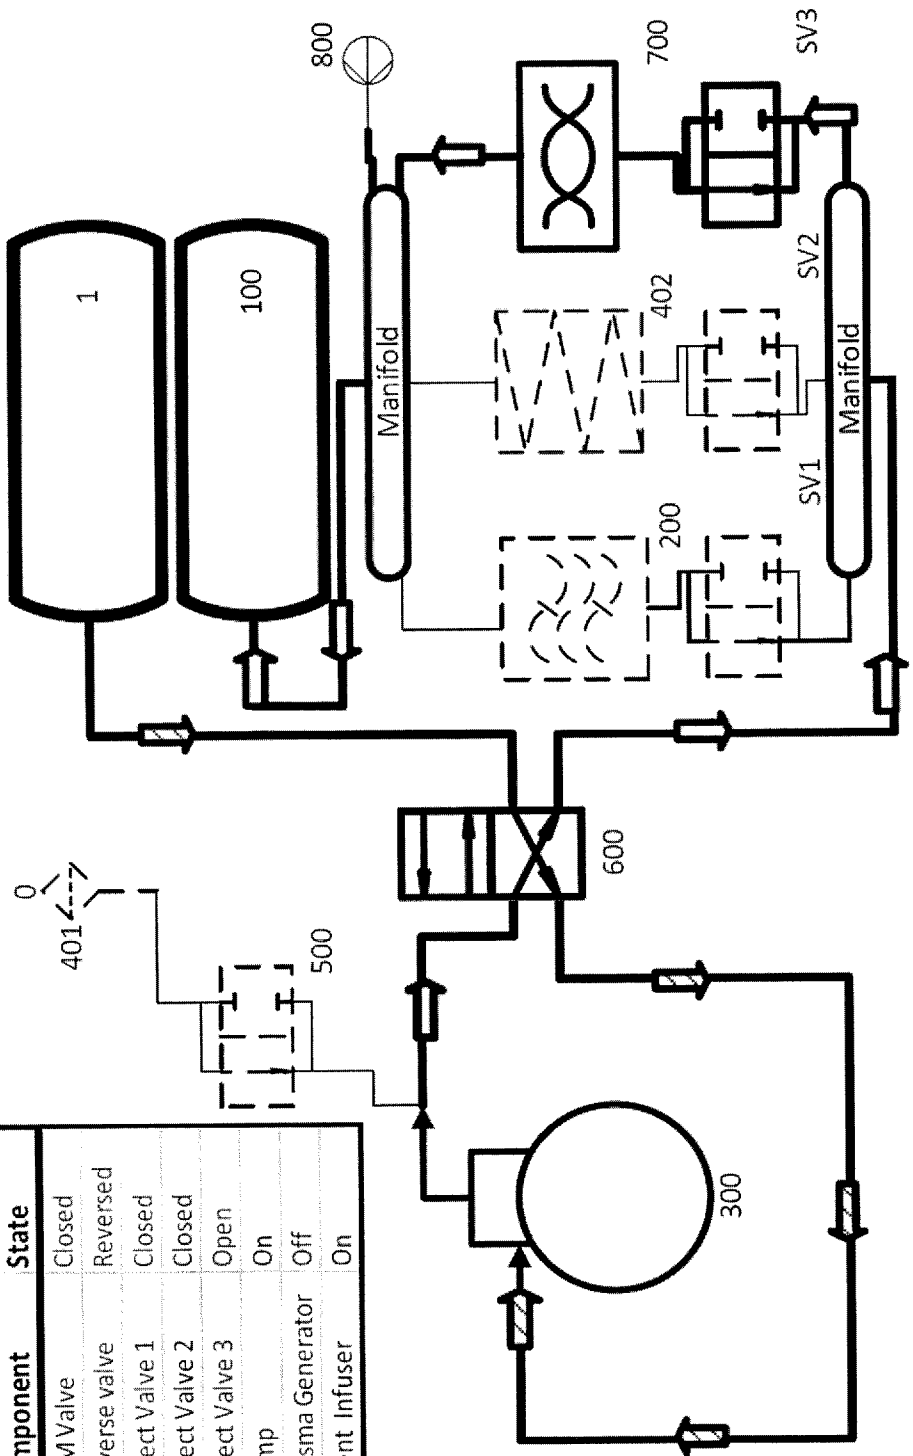 mponent State
M Valve Closed
verse valve Reversed
ect Valve 1 Closed
ect Valve 2 Closed
ect Valve 3 Open
mp On
sma Generator Off
nt Infuser On
0
401
1
100
500
800
Manifold
600
200
402
700
300
SV1
SV2
SV3
Manifold